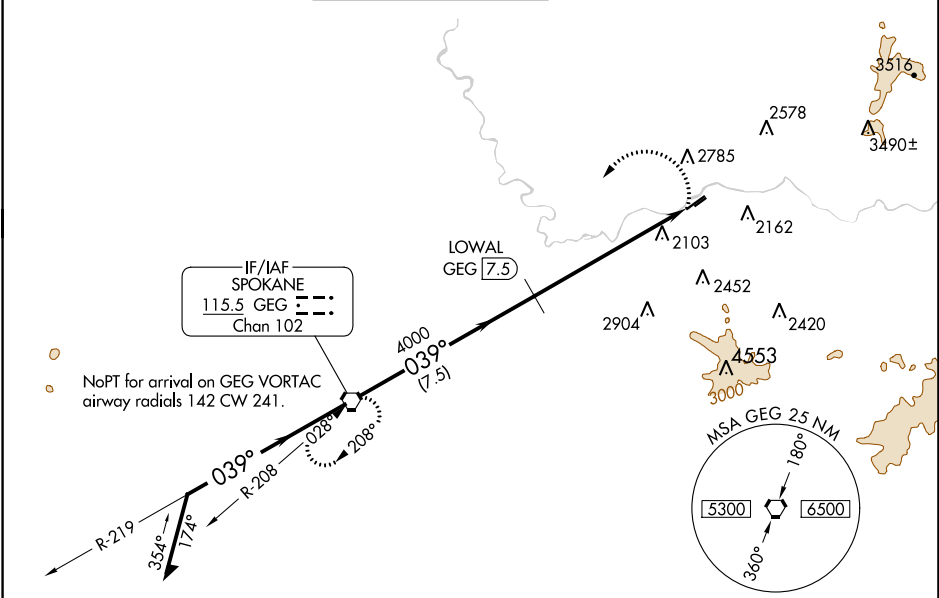 3516
2578
3490±
2785
2162
2103
LOWAL
GEG 7.5
IF/IAF
SPOKANE
115.5 GEG
Chan 102
2452
2904
2420
4000
039°
(7.5)
4553
3000
NoPT for arrival on GEG VORTAC
airway radials 142 CW 241.
MSA GEG 25 NM
180°
5300
6500
360°
028°
208°
039°
R-208
R-219
354°
174°